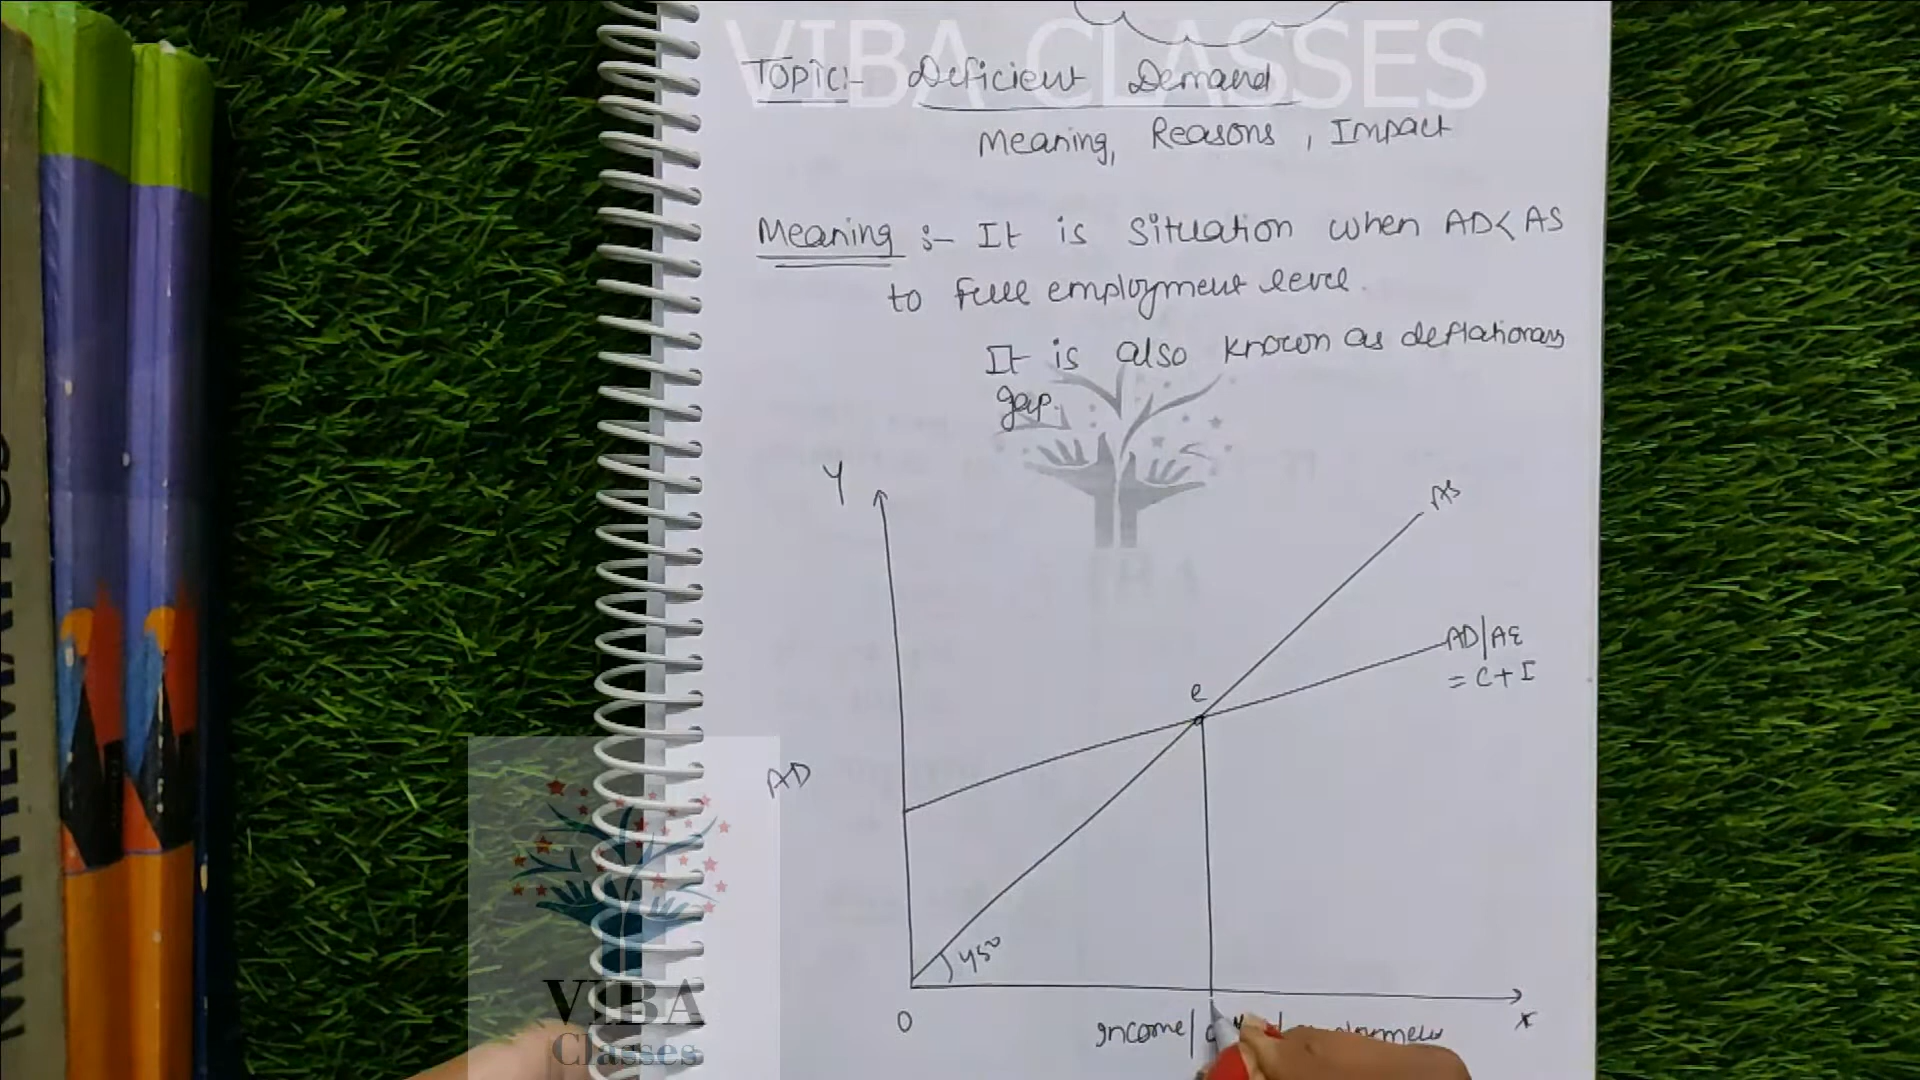 VIBA CLASSES
Topic:- Deficient Demand
Meaning, Reasons, Impact
Meaning :- It is situation when AD<AS
to full employment level.
It is also known as deflationary
gap.
Y
AS
AD/AE
= C+I
e
AD
45°
O
X
Income/
VIBA
Classes